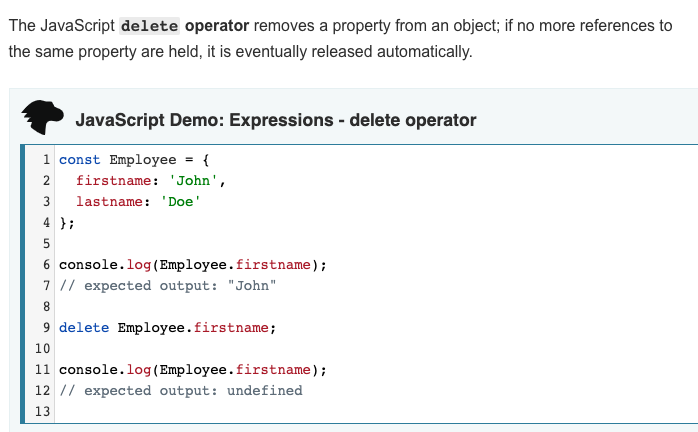 The JavaScript delete operator removes a property from an object; if no more references to
the same property are held, it is eventually released automatically.
JavaScript Demo: Expressions - delete operator
1 const Employee = {
2   firstname: 'John',
3   lastname: 'Doe'
4 };
5
6 console.log(Employee.firstname);
7 // expected output: "John"
8
9 delete Employee.firstname;
10
11 console.log(Employee.firstname);
12 // expected output: undefined
13